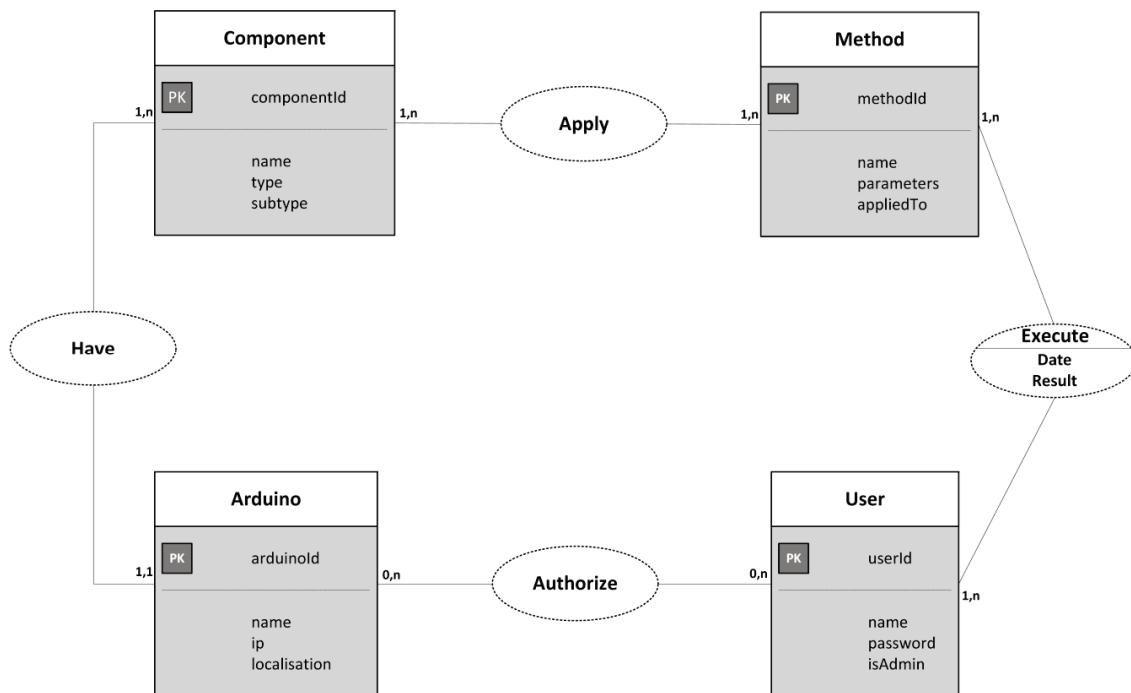 Component
PK componentId
name
type
subtype
1,n
1,n
Apply
1,n
Method
PK methodId
name
parameters
appliedTo
1,n
Have
Execute
Date
Result
Arduino
PK arduinoId
name
ip
localisation
1,1
0,n
Authorize
0,n
User
PK userId
name
password
isAdmin
1,n